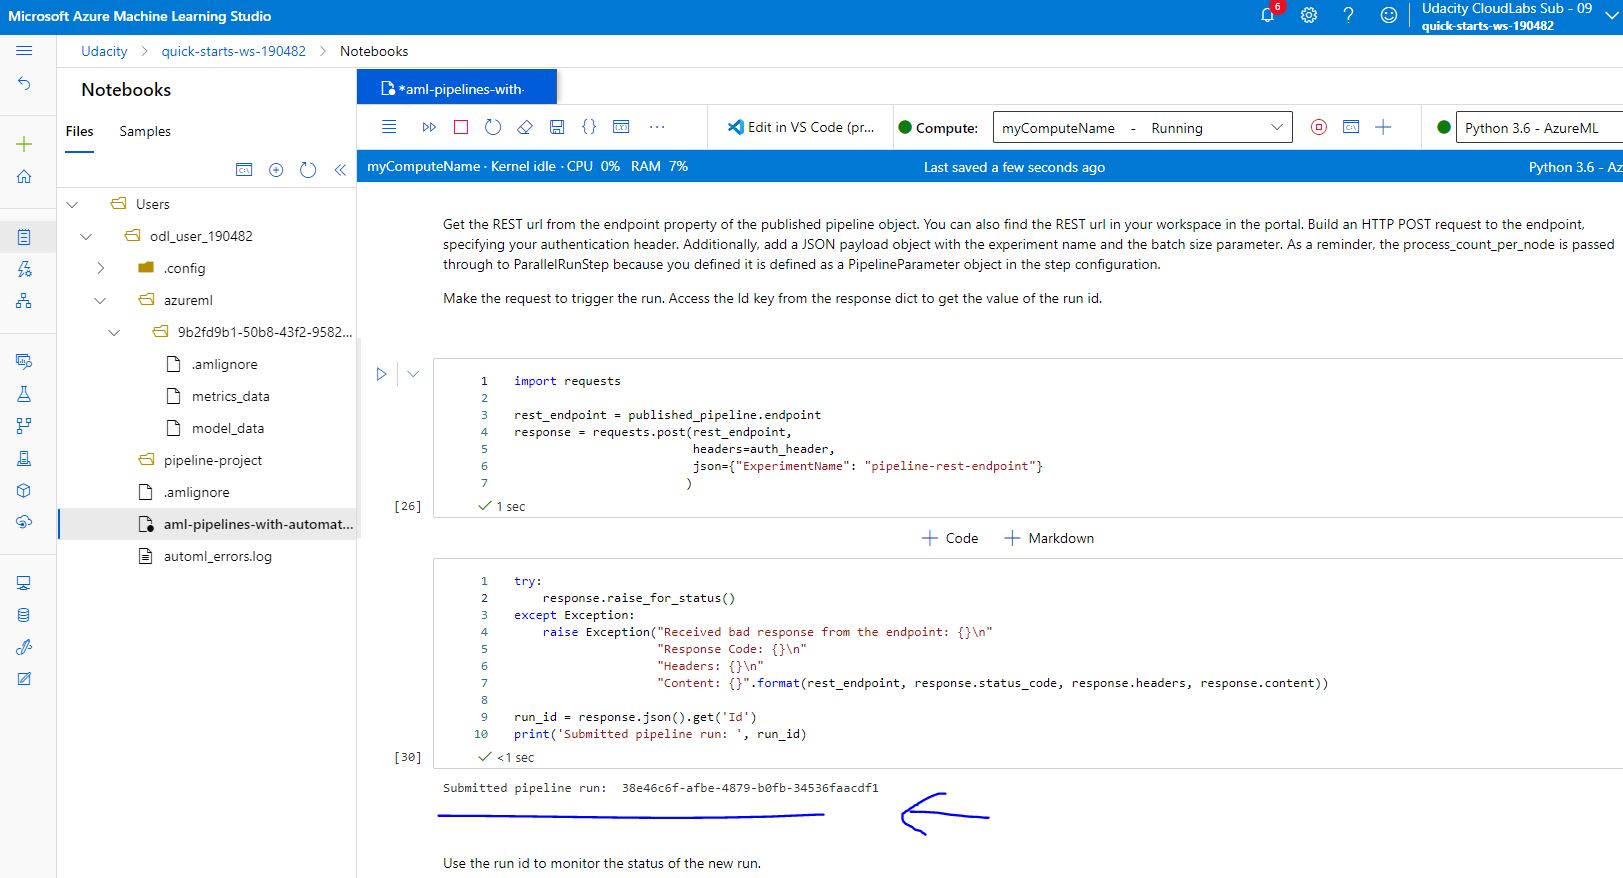 Microsoft Azure Machine Learning Studio
6
Udacity CloudLabs Sub - 09
quick-starts-ws-190482
Udacity > quick-starts-ws-190482 > Notebooks
Notebooks
Files Samples
Users
odl_user_190482
.config
azureml
9b2fd9b1-50b8-43f2-9582...
.amlignore
metrics_data
model_data
pipeline-project
.amlignore
aml-pipelines-with-automat...
automl_errors.log
*aml-pipelines-with-
Edit in VS Code (pr...
Compute:
myComputeName - Running
Python 3.6 - AzureML
myComputeName · Kernel idle · CPU 0% RAM 7%
Last saved a few seconds ago
Python 3.6 - Az
Get the REST url from the endpoint property of the published pipeline object. You can also find the REST url in your workspace in the portal. Build an HTTP POST request to the endpoint,
specifying your authentication header. Additionally, add a JSON payload object with the experiment name and the batch size parameter. As a reminder, the process_count_per_node is passed
through to ParallelRunStep because you defined it is defined as a PipelineParameter object in the step configuration.
Make the request to trigger the run. Access the Id key from the response dict to get the value of the run id.
1 import requests
2
3 rest_endpoint = published_pipeline.endpoint
4 response = requests.post(rest_endpoint,
5 headers=auth_header,
6 json={"ExperimentName": "pipeline-rest-endpoint"}
7 )
[26] 1 sec
+ Code + Markdown
1 try:
2 response.raise_for_status()
3 except Exception:
4 raise Exception("Received bad response from the endpoint: {}\n"
5 "Response Code: {}\n"
6 "Headers: {}\n"
7 "Content: {}".format(rest_endpoint, response.status_code, response.headers, response.content))
8
9 run_id = response.json().get('Id')
10 print('Submitted pipeline run: ', run_id)
[30] <1 sec
Submitted pipeline run: 38e46c6f-afbe-4879-b0fb-34536faacdf1
Use the run id to monitor the status of the new run.